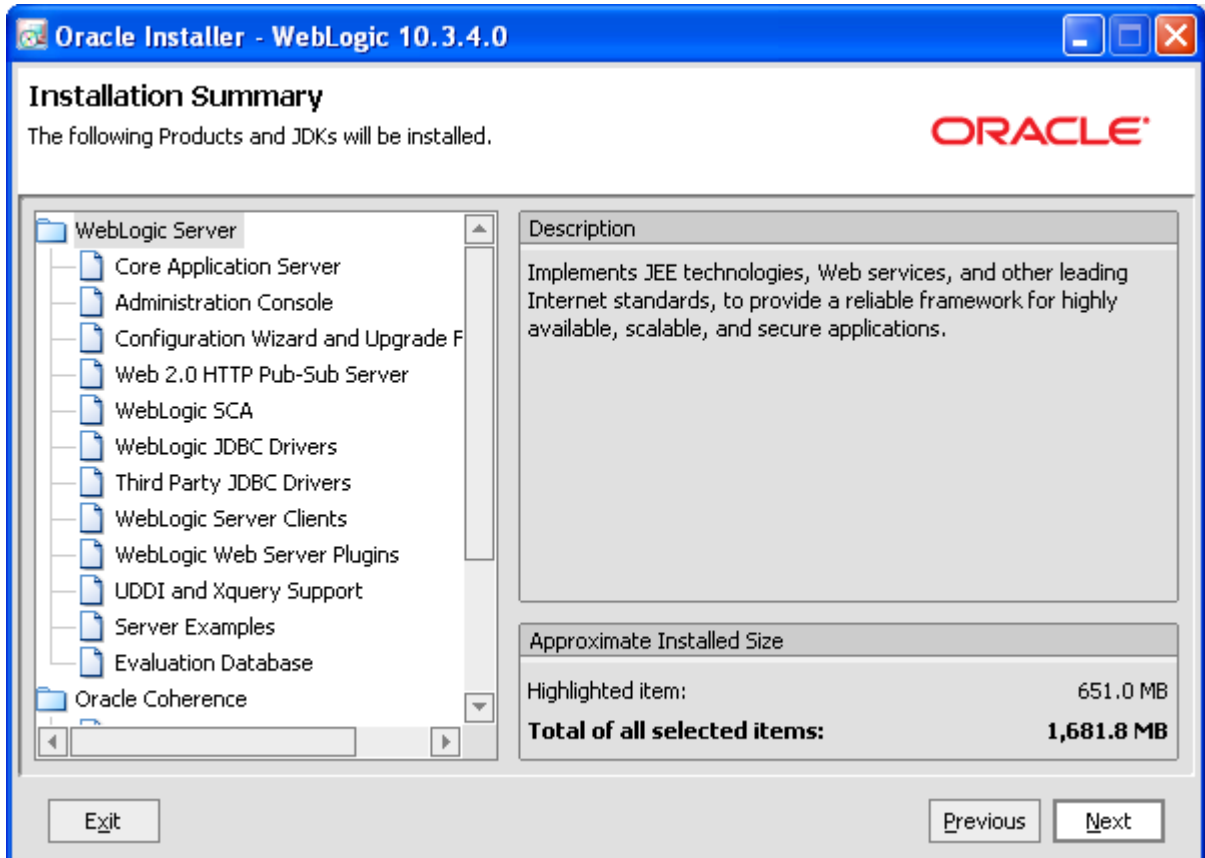 Oracle Installer - WebLogic 10.3.4.0
Installation Summary
The following Products and JDKs will be installed.
ORACLE
WebLogic Server
Core Application Server
Administration Console
Configuration Wizard and Upgrade F
Web 2.0 HTTP Pub-Sub Server
WebLogic SCA
WebLogic JDBC Drivers
Third Party JDBC Drivers
WebLogic Server Clients
WebLogic Web Server Plugins
UDDI and Xquery Support
Server Examples
Evaluation Database
Oracle Coherence
Description
Implements JEE technologies, Web services, and other leading
Internet standards, to provide a reliable framework for highly
available, scalable, and secure applications.
Approximate Installed Size
Highlighted item: 651.0 MB
Total of all selected items: 1,681.8 MB
Exit
Previous
Next